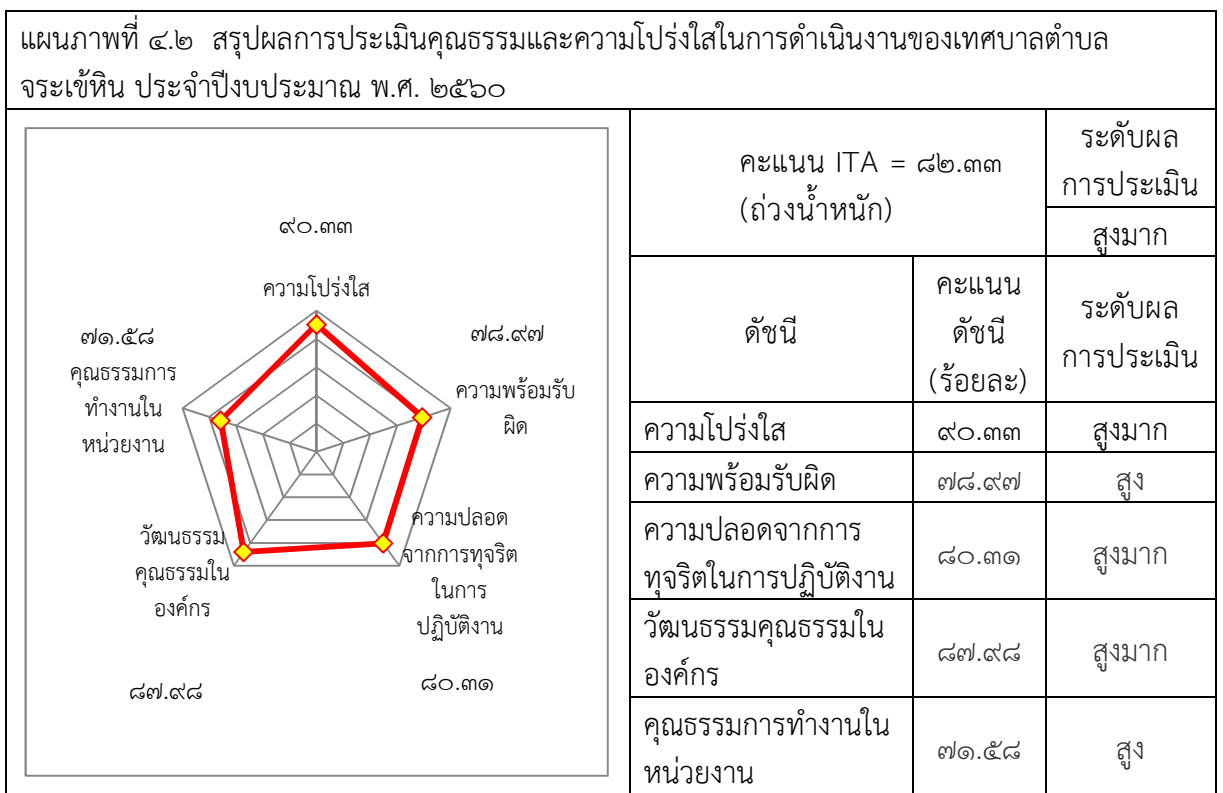 แผนภาพที่ ๔.๒ สรุปผลการประเมินคุณธรรมและความโปร่งใสในการดำเนินงานของเทศบาลตำบล
จระเข้หิน ประจำปีงบประมาณ พ.ศ. ๒๕๖๐
๙๐.๓๓
ความโปร่งใส
๗๘.๙๗
ความพร้อมรับ
ผิด
ความปลอด
จากการทุจริต
ในการ
ปฏิบัติงาน
๘๐.๓๑
วัฒนธรรม
คุณธรรมใน
องค์กร
๘๗.๙๘
๗๑.๕๘
คุณธรรมการ
ทำงานใน
หน่วยงาน
คะแนน ITA = ๘๒.๓๓
(ถ่วงน้ำหนัก)
ระดับผล
การประเมิน
สูงมาก
ดัชนี
คะแนน
ดัชนี
(ร้อยละ)
ระดับผล
การประเมิน
ความโปร่งใส ๙๐.๓๓ สูงมาก
ความพร้อมรับผิด ๗๘.๙๗ สูง
ความปลอดจากการ
ทุจริตในการปฏิบัติงาน
๘๐.๓๑ สูงมาก
วัฒนธรรมคุณธรรมใน
องค์กร
๘๗.๙๘ สูงมาก
คุณธรรมการทำงานใน
หน่วยงาน
๗๑.๕๘ สูง